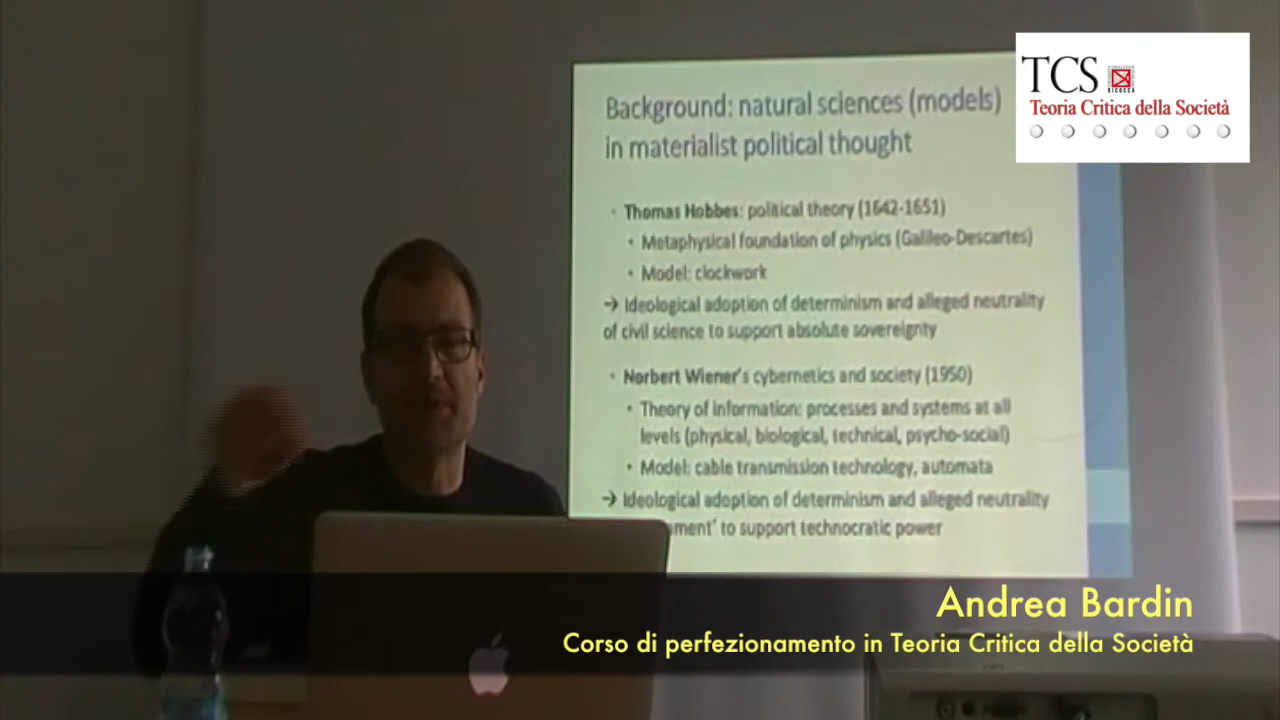 TCS
BICOCCA
Teoria Critica della Società
Background: natural sciences (models)
in materialist political thought
• Thomas Hobbes: political theory (1642-1651)
• Metaphysical foundation of physics (Galileo-Descartes)
• Model: clockwork
→ Ideological adoption of determinism and alleged neutrality
of civil science to support absolute sovereignty
• Norbert Wiener's cybernetics and society (1950)
• Theory of information: processes and systems at all
levels (physical, biological, technical, psycho-social)
• Model: cable transmission technology, automata
→ Ideological adoption of determinism and alleged neutrality
to support technocratic power
Andrea Bardin
Corso di perfezionamento in Teoria Critica della Società